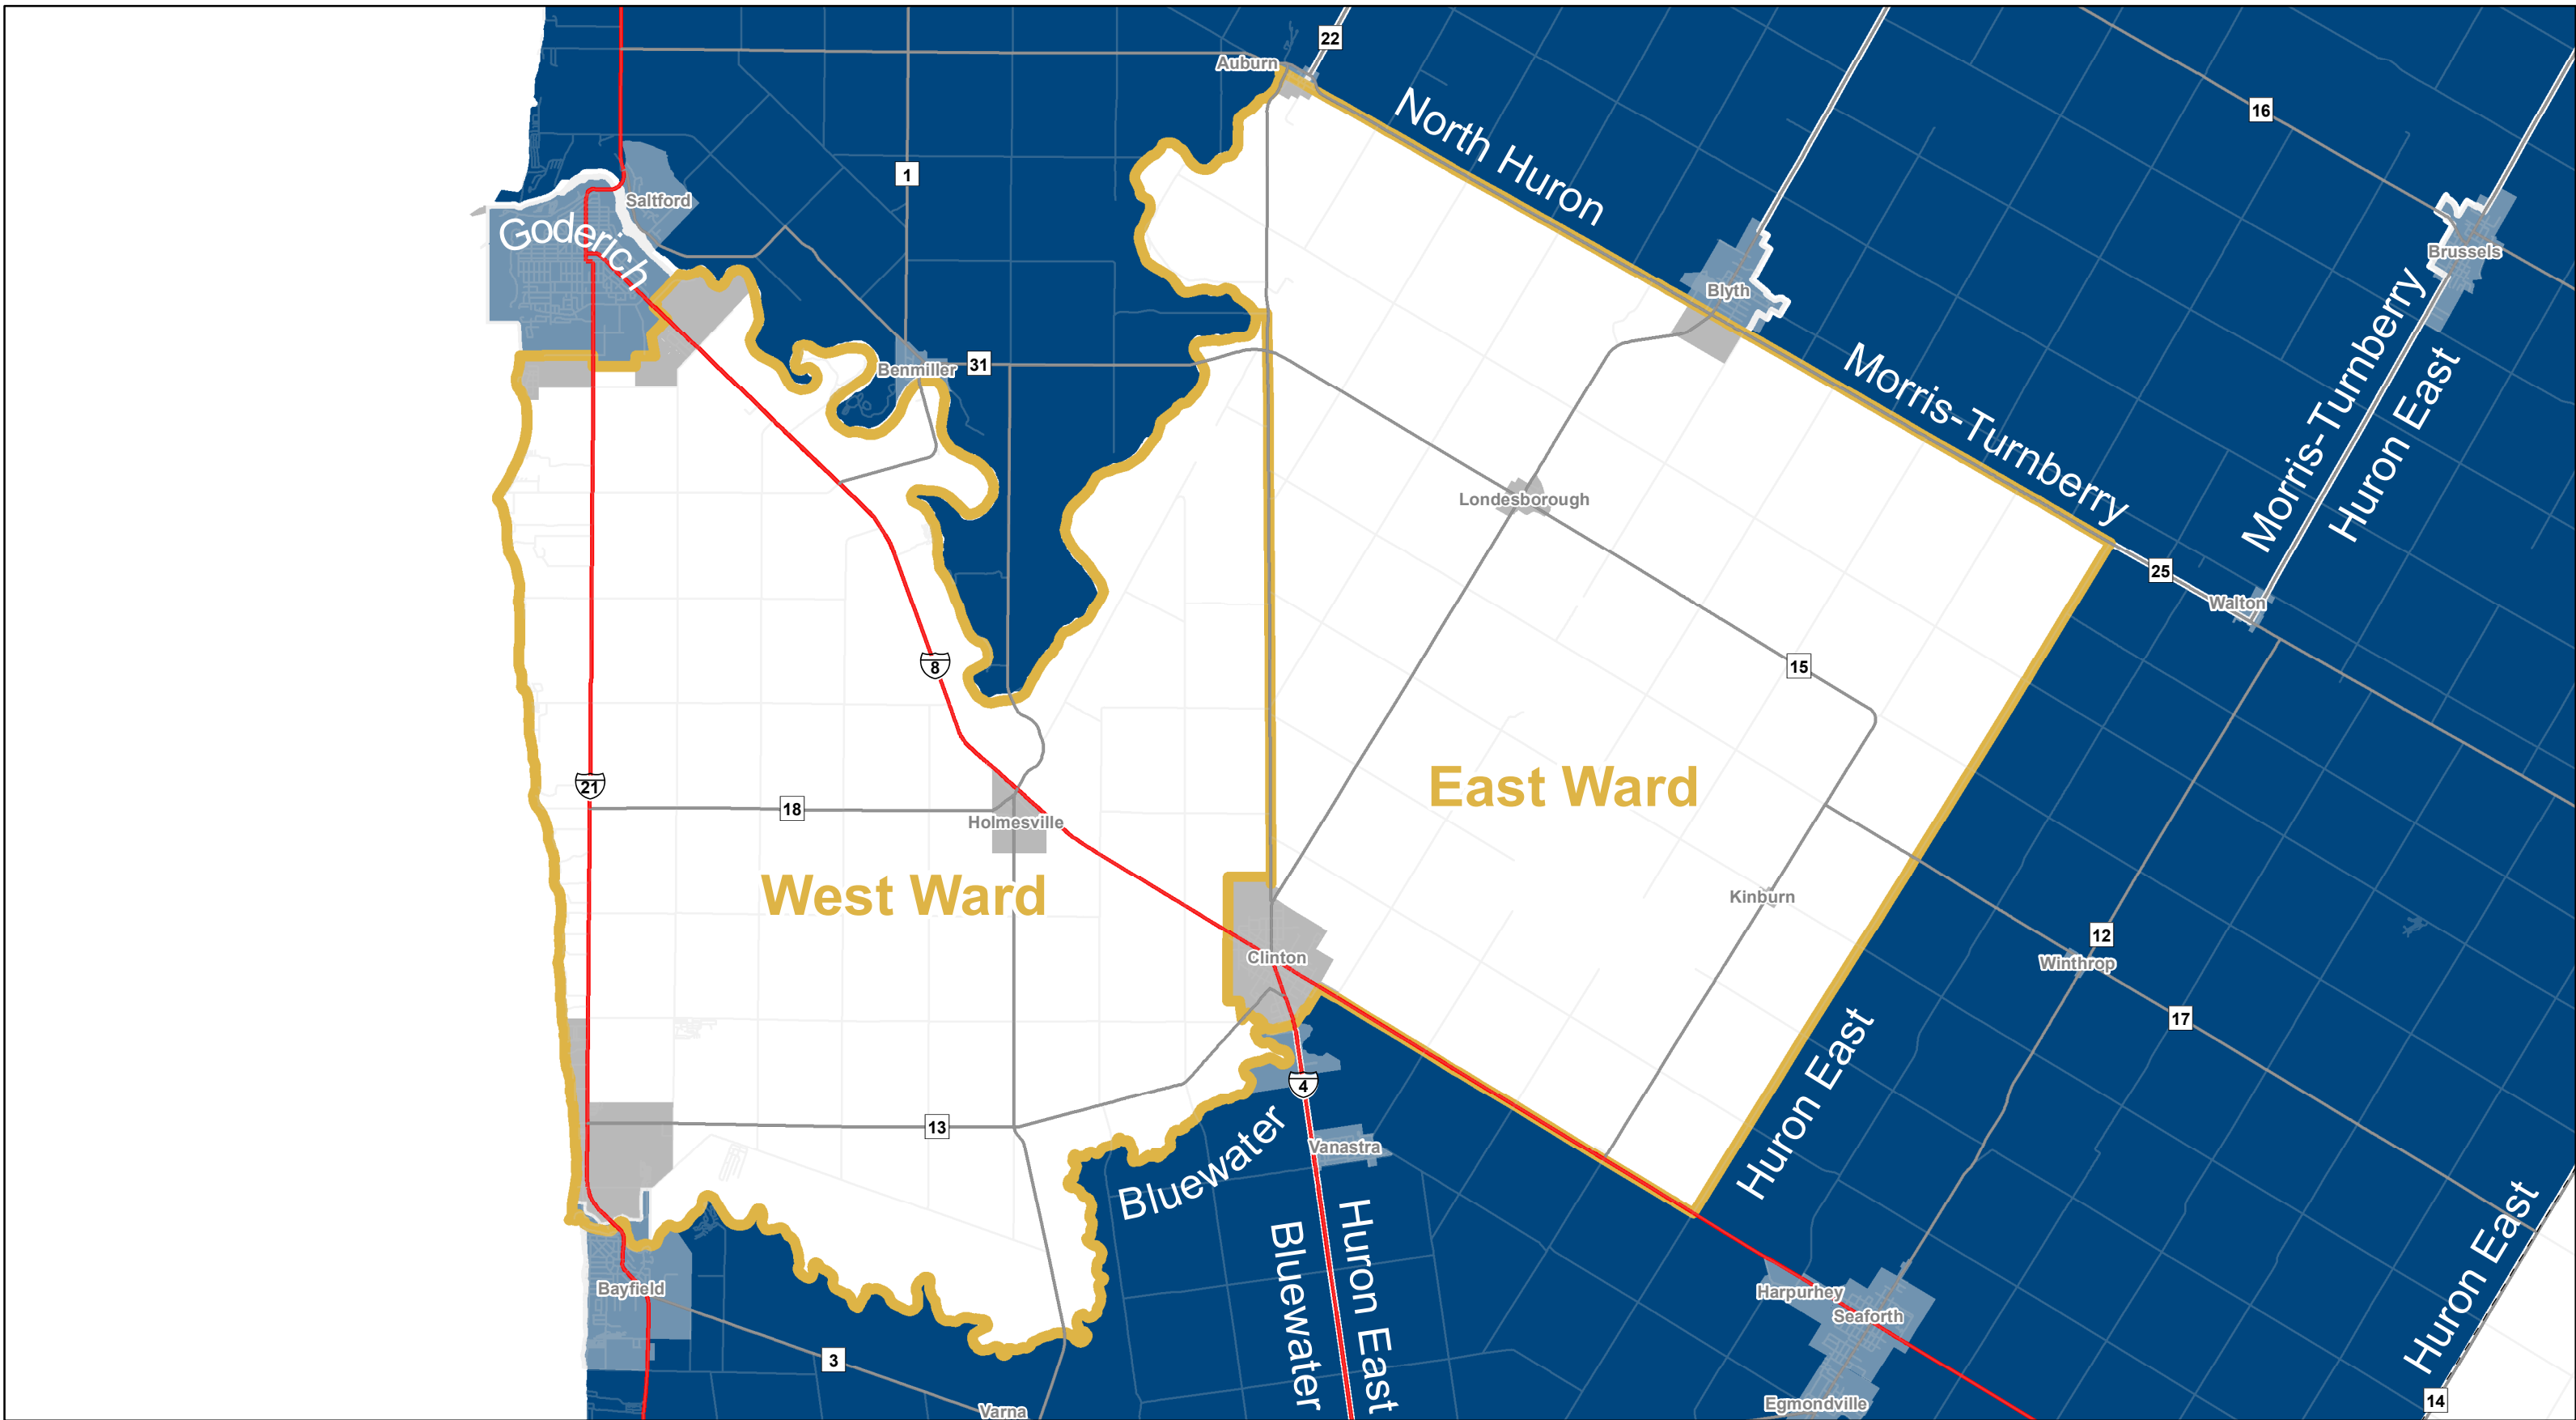 22
Auburn
16
North Huron
1
Saltford
Goderich
Brussels
Blyth
31
Benmiller
Morris-Turnberry
Morris-Turnberry
Huron East
Londesborough
25
Walton
8
15
21
18
East Ward
Holmesville
West Ward
Kinburn
12
Clinton
Winthrop
17
4
Huron East
13
Vanastra
Bluewater
Huron East
Bluewater
Huron East
Bayfield
Harpurhey
Seaforth
3
14
Egmondville
Varna